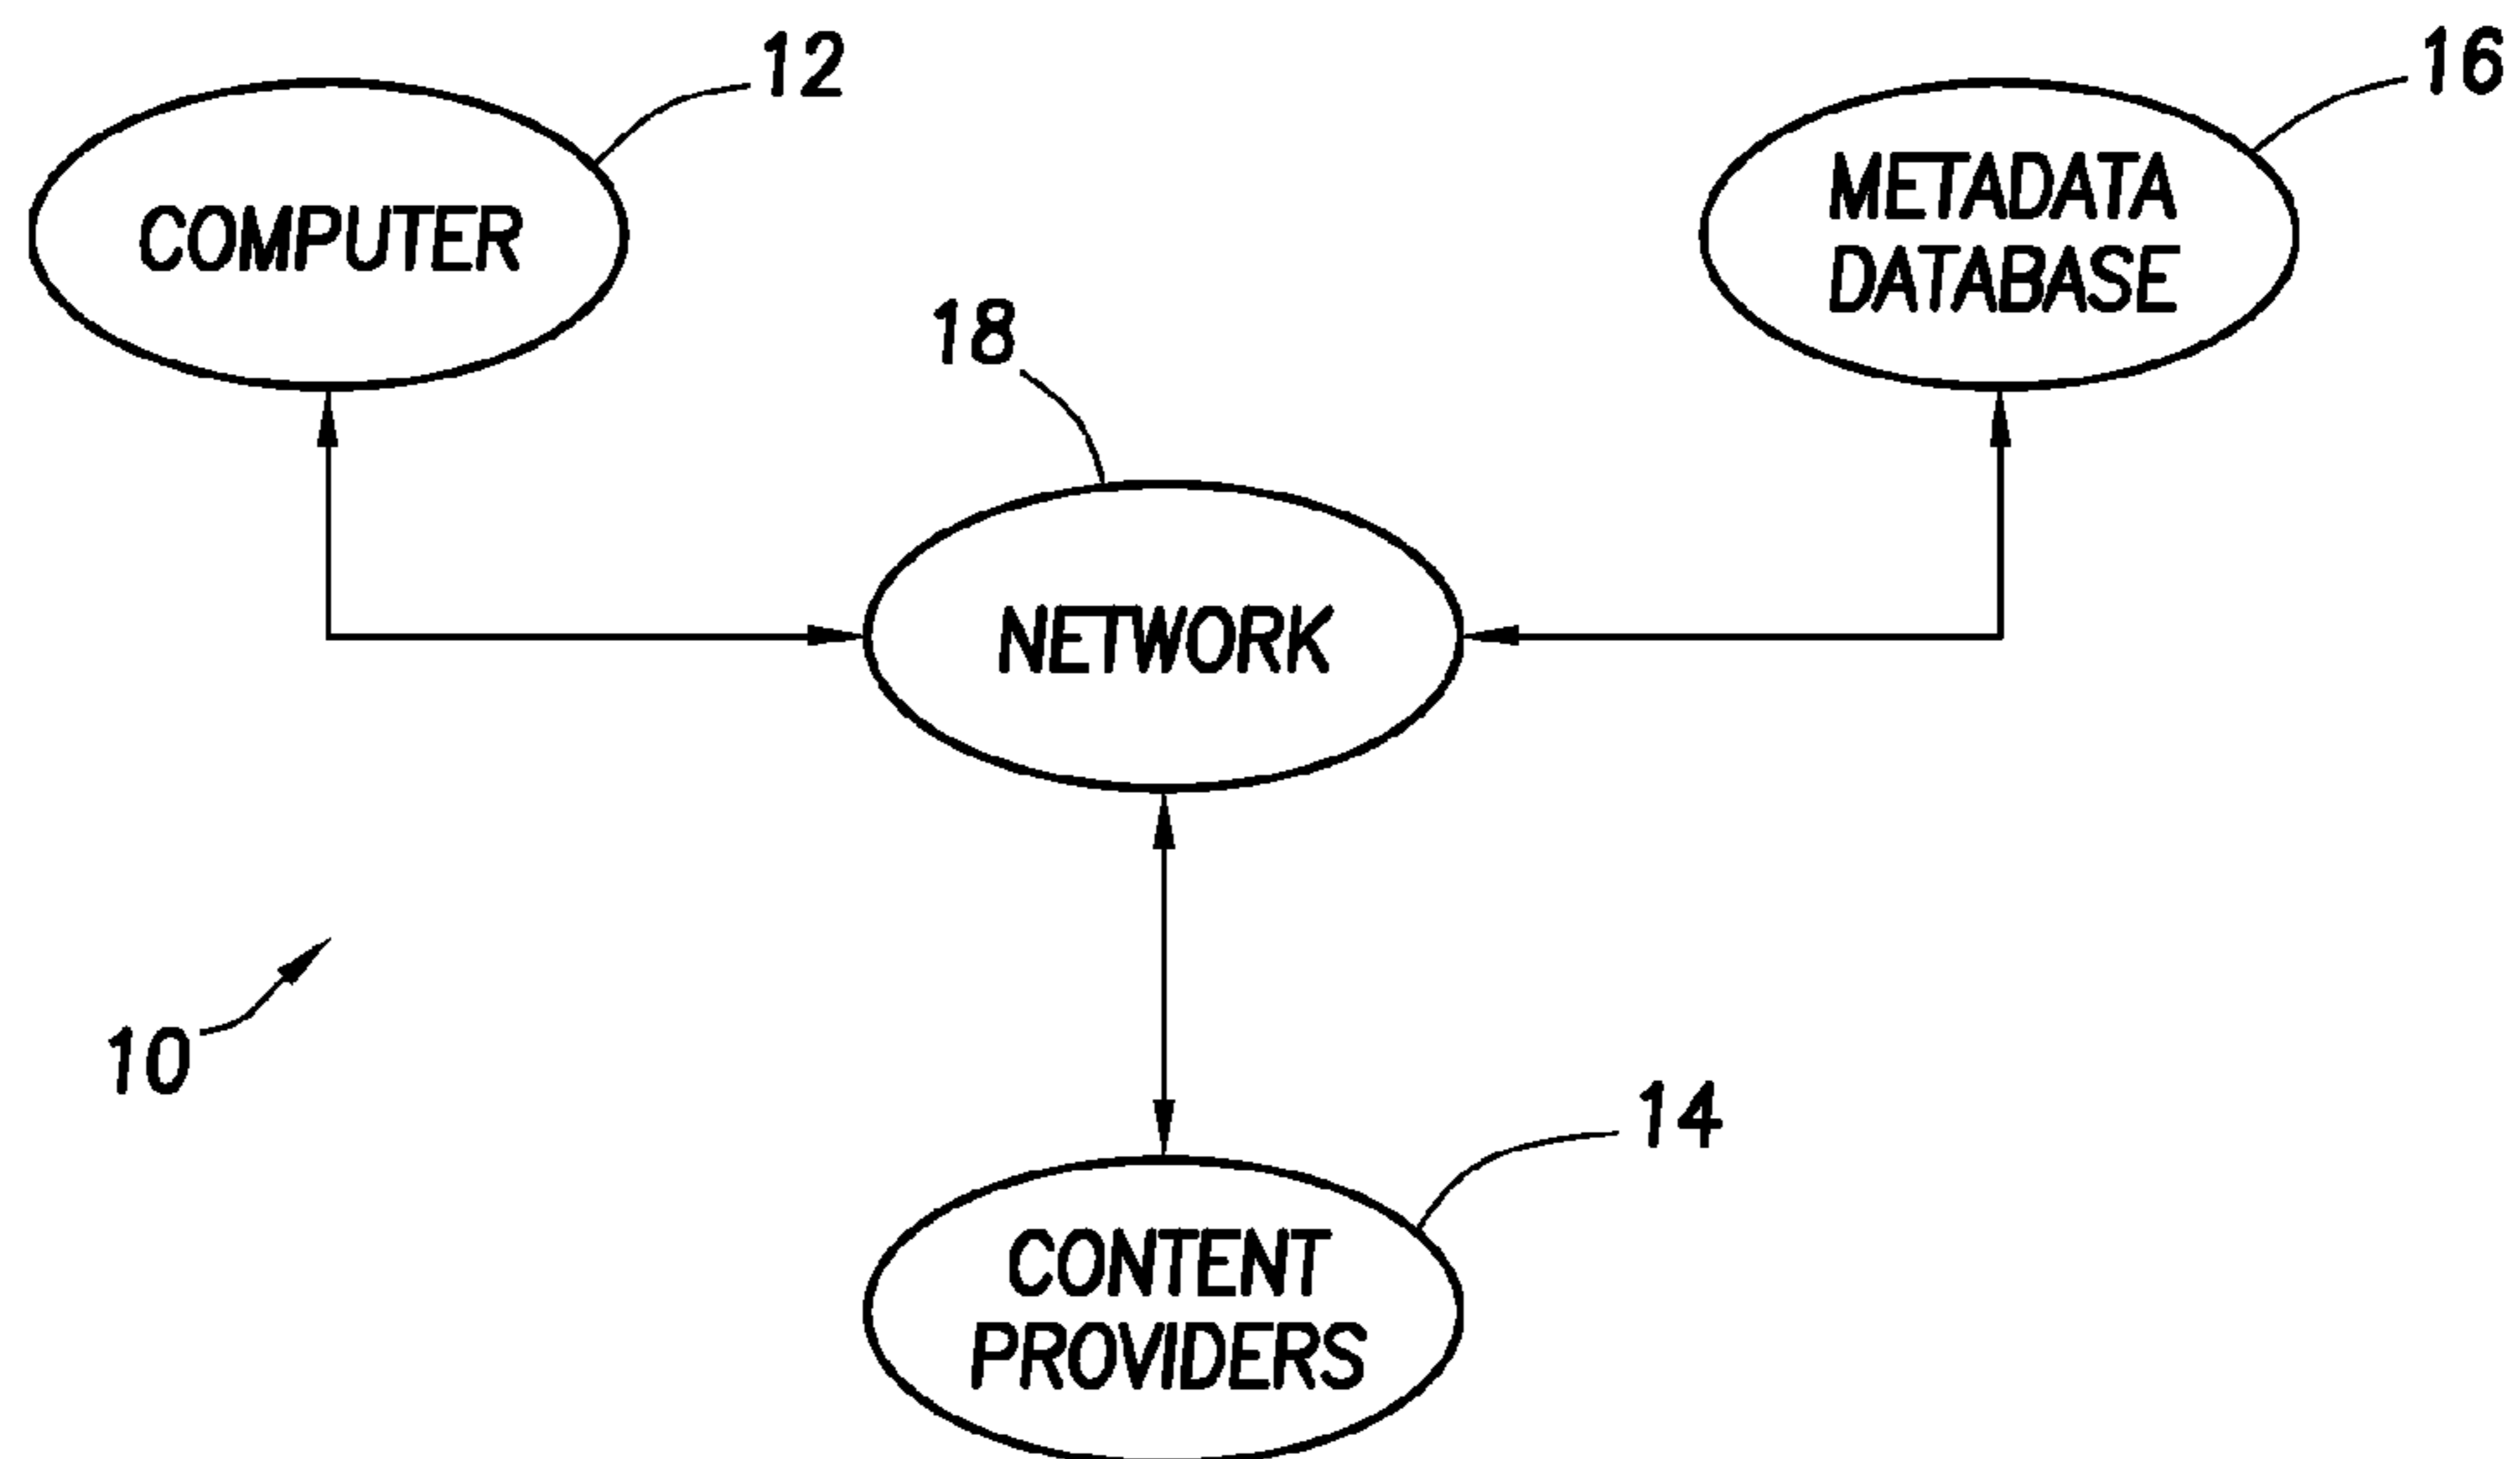 12
16
COMPUTER
METADATA
DATABASE
18
NETWORK
10
14
CONTENT
PROVIDERS